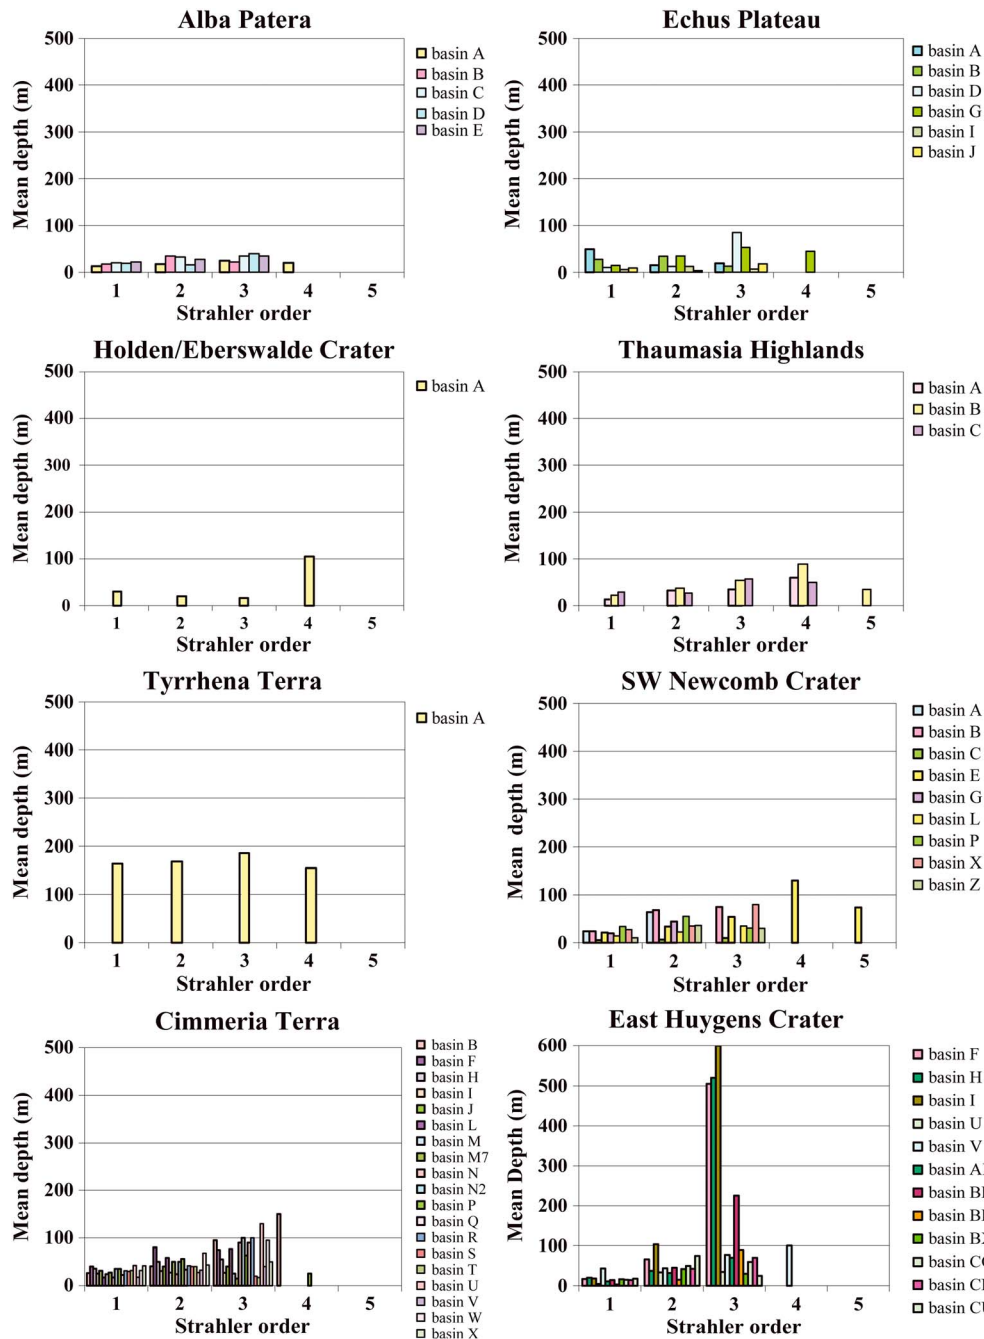 Alba Patera
Mean depth (m)
500
400
300
200
100
0
1 2 3 4 5
Strahler order
basin A
basin B
basin C
basin D
basin E
Echus Plateau
Mean depth (m)
500
400
300
200
100
0
1 2 3 4 5
Strahler order
basin A
basin B
basin D
basin G
basin I
basin J
Holden/Eberswalde Crater
Mean depth (m)
500
400
300
200
100
0
1 2 3 4 5
Strahler order
basin A
Thaumasia Highlands
Mean depth (m)
500
400
300
200
100
0
1 2 3 4 5
Strahler order
basin A
basin B
basin C
Tyrrhena Terra
Mean depth (m)
500
400
300
200
100
0
1 2 3 4 5
Strahler order
basin A
SW Newcomb Crater
Mean depth (m)
500
400
300
200
100
0
1 2 3 4 5
Strahler order
basin A
basin B
basin C
basin E
basin G
basin L
basin P
basin X
basin Z
Cimmeria Terra
Mean depth (m)
500
400
300
200
100
0
1 2 3 4 5
Strahler order
basin B
basin F
basin H
basin I
basin J
basin L
basin M
basin M7
basin N
basin N2
basin P
basin Q
basin R
basin S
basin T
basin U
basin V
basin W
basin X
East Huygens Crater
Mean Depth (m)
600
500
400
300
200
100
0
1 2 3 4 5
Strahler order
basin F
basin H
basin I
basin U
basin V
basin
basin
basin
basin
basin
basin
basin